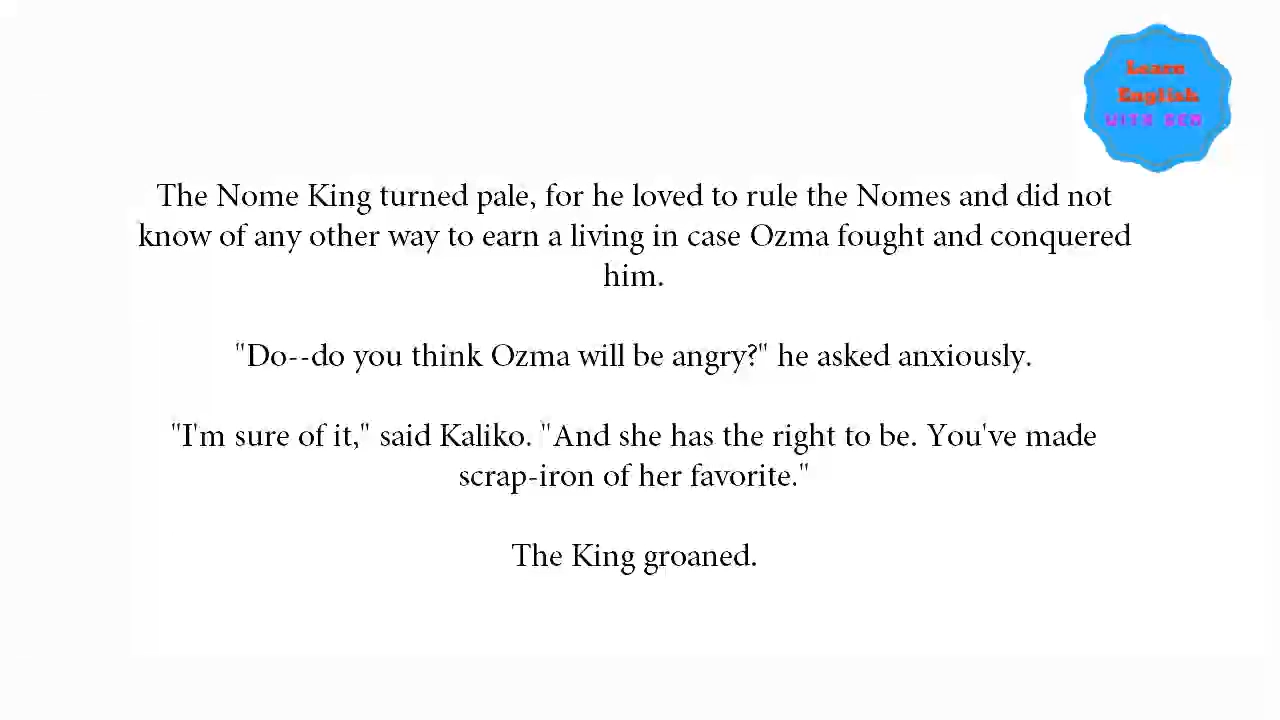 Learn
English
WITH SEO
The Nome King turned pale, for he loved to rule the Nomes and did not
know of any other way to earn a living in case Ozma fought and conquered
him.
"Do--do you think Ozma will be angry?" he asked anxiously.
"I'm sure of it," said Kaliko. "And she has the right to be. You've made
scrap-iron of her favorite."
The King groaned.